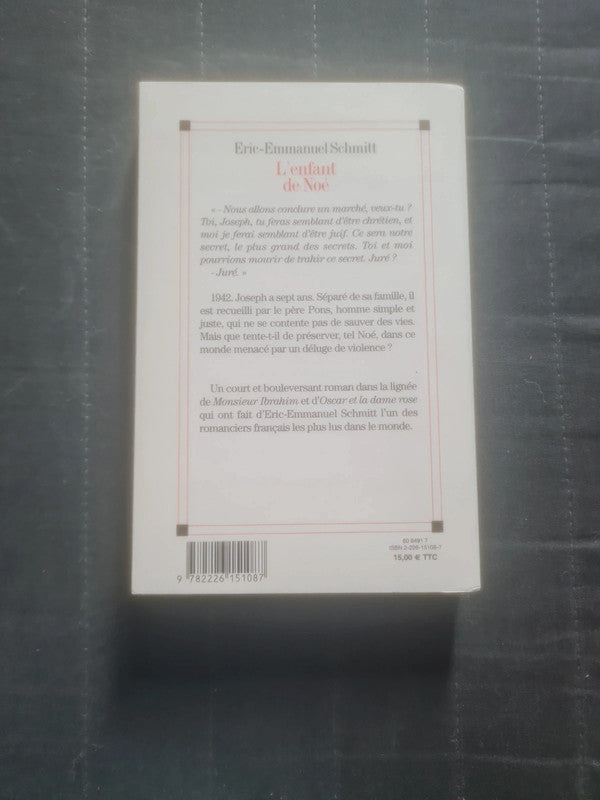 Eric-Emmanuel Schmitt
L'enfant
de Noé
« - Nous allons conclure un marché, veux-tu ?
Toi, Joseph, tu feras semblant d'être chrétien, et
moi je ferai semblant d'être juif. Ce sera notre
secret, le plus grand des secrets. Toi et moi
pourrions mourir de trahir ce secret. Juré ?
- Juré. »
1942. Joseph a sept ans. Séparé de sa famille, il
est recueilli par le père Pons, homme simple et
juste, qui ne se contente pas de sauver des vies.
Mais que tente-t-il de préserver, tel Noé, dans ce
monde menacé par un déluge de violence ?
Un court et bouleversant roman dans la lignée
de Monsieur Ibrahim et d'Oscar et la dame rose
qui ont fait d'Eric-Emmanuel Schmitt l'un des
romanciers français les plus lus dans le monde.
ISBN 2-226-15108-7
15,00 € TTC
9 782226 151087